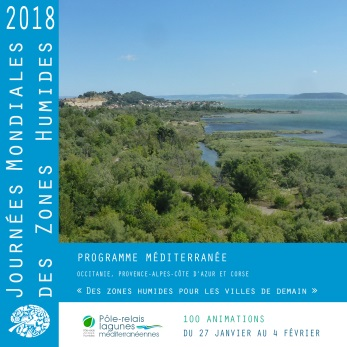 2018
Journées Mondiales
des Zones Humides
PROGRAMME MÉDITERRANÉE
OCCITANIE, PROVENCE-ALPES-CÔTE D'AZUR ET CORSE
« Des zones humides pour les villes de demain »
Pôle-relais
lagunes
méditerranéennes
100 ANIMATIONS
DU 27 JANVIER AU 4 FÉVRIER